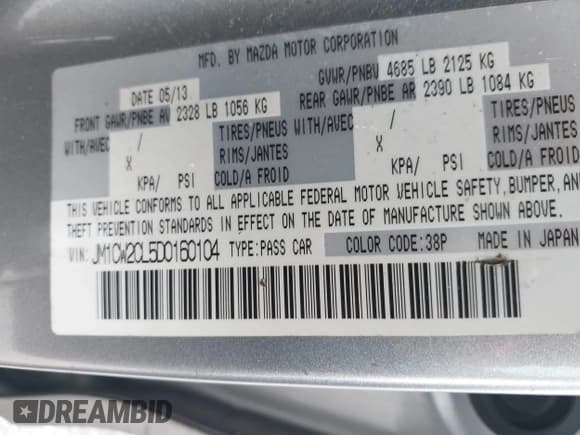 MFD. BY MAZDA MOTOR CORPORATION
DATE 05/13
GVWR/PNBV 4685 LB 2125 KG
FRONT GAWR/PNBE AV 2328 LB 1056 KG
REAR GAWR/PNBE AR 2390 LB 1084 KG
WITH/AVEC / TIRES/PNEUS WITH/AVEC / TIRES/PNEUS
X RIMS/JANTES X RIMS/JANTES
KPA/ PSI COLD/A FROID KPA/ PSI COLD/A FROID
THIS VEHICLE CONFORMS TO ALL APPLICABLE FEDERAL MOTOR VEHICLE SAFETY, BUMPER, AN
THEFT PREVENTION STANDARDS IN EFFECT ON THE DATE OF MANUFACTURE SHOWN ABOVE.
VIN: JM1CW2CL5D0160104 TYPE:PASS CAR COLOR CODE:38P MADE IN JAPAN
DREAMBID